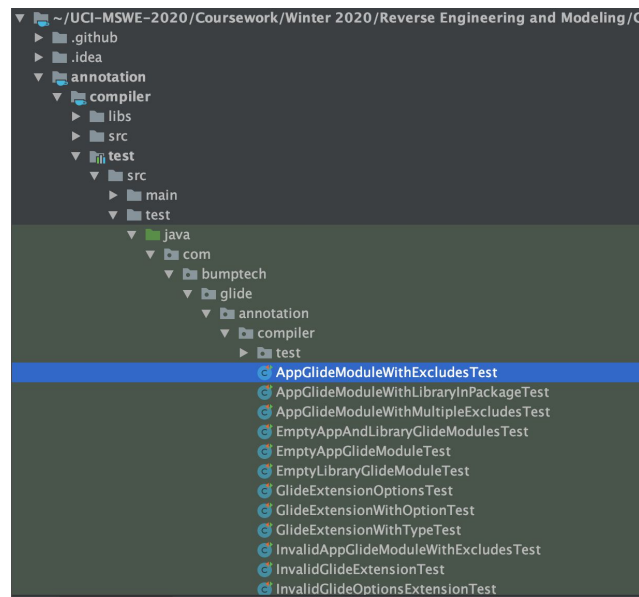 ~/UCI-MSWE-2020/Coursework/Winter 2020/Reverse Engineering and Modeling/
.github
.idea
annotation
compiler
libs
src
test
src
main
test
java
com
bumptech
glide
annotation
compiler
test
AppGlideModuleWithExcludesTest
AppGlideModuleWithLibraryInPackageTest
AppGlideModuleWithMultipleExcludesTest
EmptyAppAndLibraryGlideModulesTest
EmptyAppGlideModuleTest
EmptyLibraryGlideModuleTest
GlideExtensionOptionsTest
GlideExtensionWithOptionTest
GlideExtensionWithTypeTest
InvalidAppGlideModuleWithExcludesTest
InvalidGlideExtensionTest
InvalidGlideOptionsExtensionTest